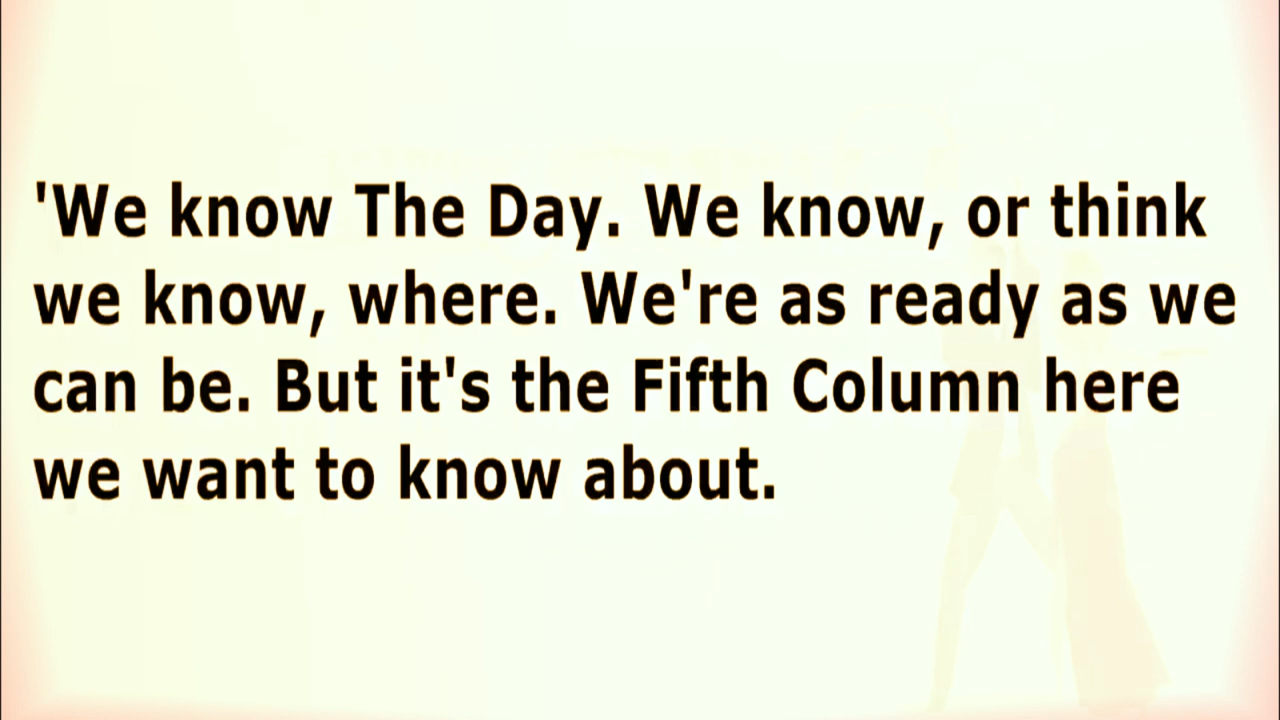 'We know The Day. We know, or think
we know, where. We're as ready as we
can be. But it's the Fifth Column here
we want to know about.